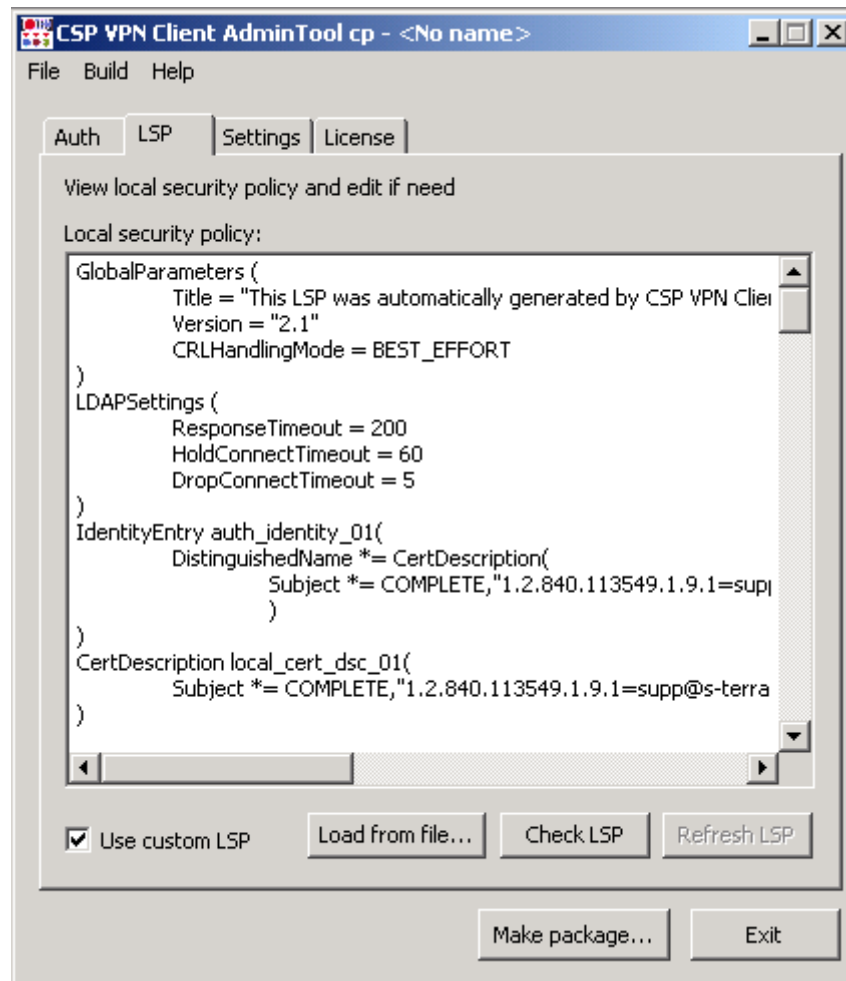 CSP VPN Client AdminTool cp - <No name>
File Build Help
Auth LSP Settings License
View local security policy and edit if need
Local security policy:
GlobalParameters (
Title = "This LSP was automatically generated by CSP VPN Clie
Version = "2.1"
CRLHandlingMode = BEST_EFFORT
)
LDAPSettings (
ResponseTimeout = 200
HoldConnectTimeout = 60
DropConnectTimeout = 5
)
IdentityEntry auth_identity_01(
DistinguishedName *= CertDescription(
Subject *= COMPLETE,"1.2.840.113549.1.9.1=supp
)
)
CertDescription local_cert_dsc_01(
Subject *= COMPLETE,"1.2.840.113549.1.9.1=supp@s-terra
)
Use custom LSP Load from file... Check LSP Refresh LSP
Make package... Exit